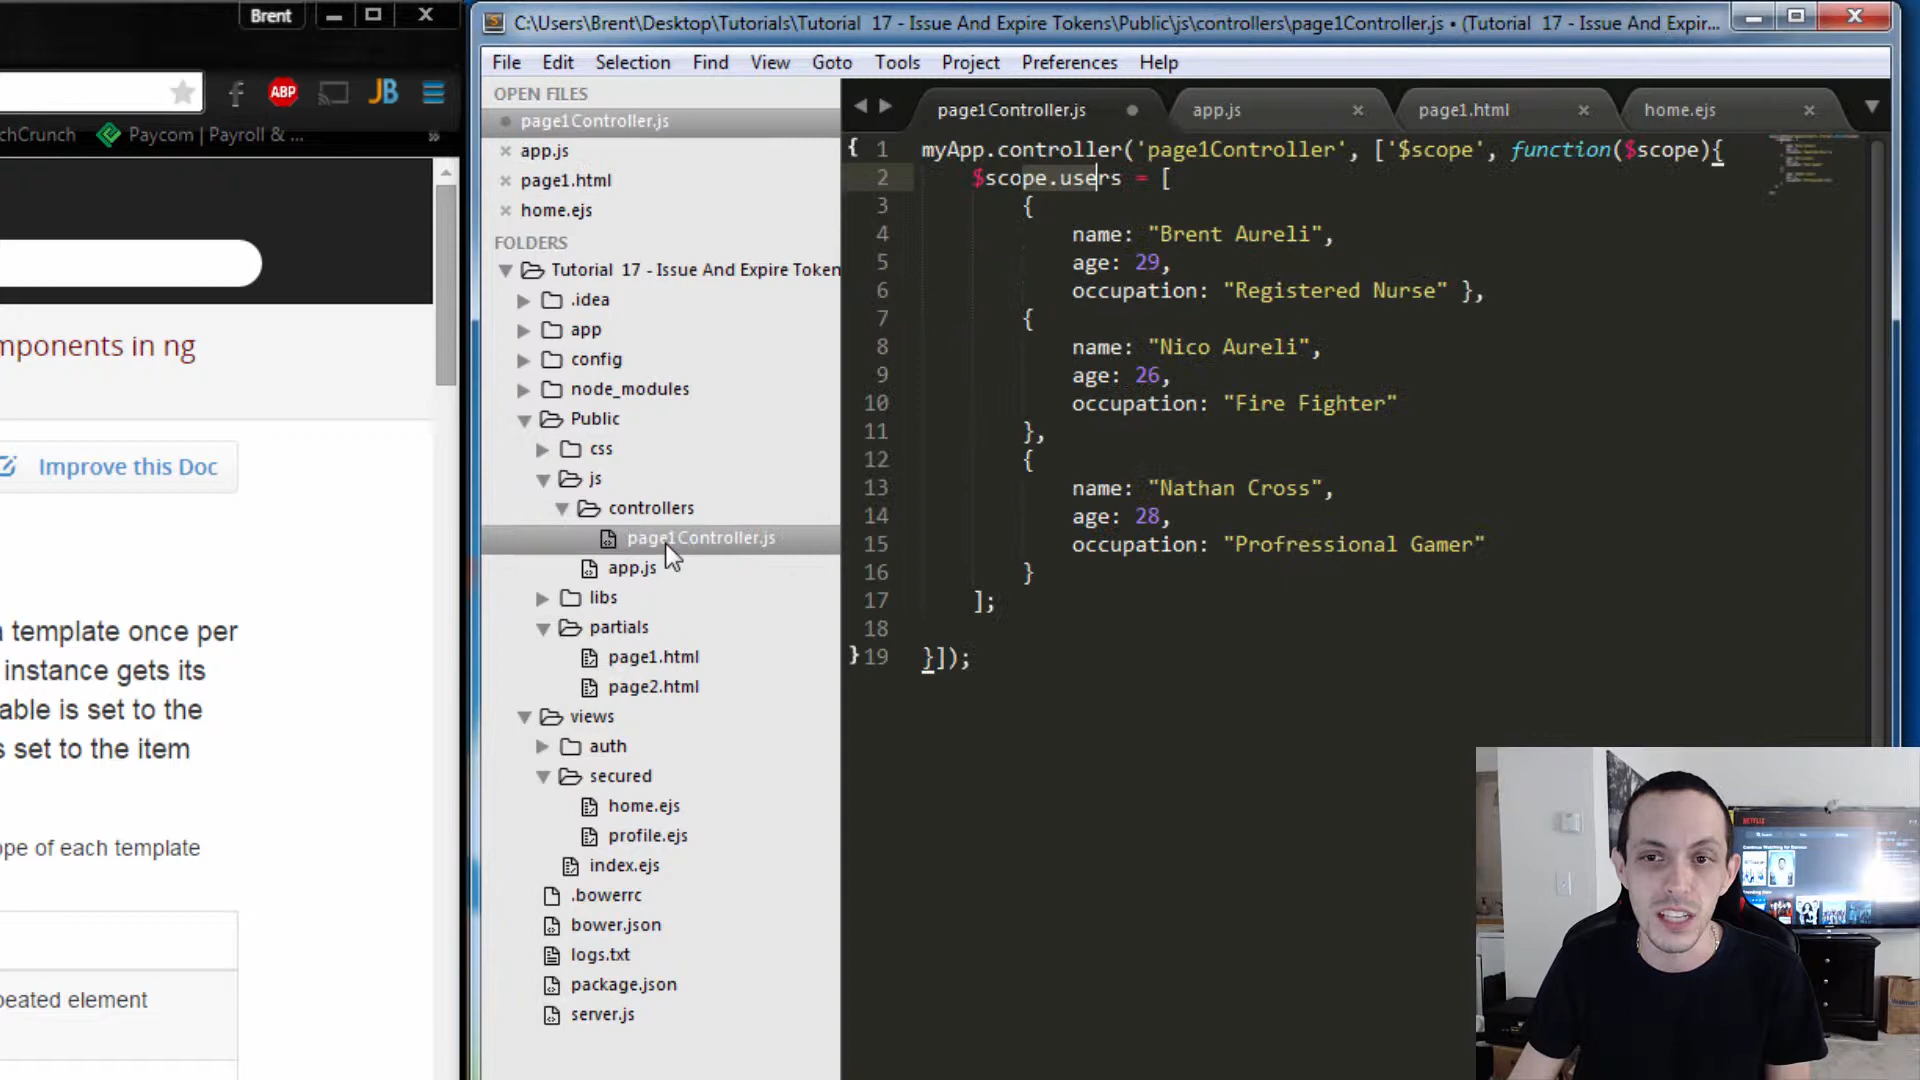 Brent
C:\Users\Brent\Desktop\Tutorials\Tutorial 17 - Issue And Expire Tokens\Public\js\controllers\page1Controller.js • (Tutorial 17 - Issue And Expir...
File Edit Selection Find View Goto Tools Project Preferences Help
ABP
JB
chCrunch
Paycom | Payroll & ...
»
mponents in ng
Improve this Doc
a template once per
instance gets its
able is set to the
s set to the item
ope of each template
peated element
OPEN FILES
page1Controller.js
app.js
page1.html
home.ejs
FOLDERS
Tutorial 17 - Issue And Expire Token
.idea
app
config
node_modules
Public
css
js
controllers
page1Controller.js
app.js
libs
partials
page1.html
page2.html
views
auth
secured
home.ejs
profile.ejs
index.ejs
.bowerrc
bower.json
logs.txt
package.json
server.js
page1Controller.js app.js page1.html home.ejs
1 myApp.controller('page1Controller', ['$scope', function($scope){
2 $scope.users = [
3 {
4 name: "Brent Aureli",
5 age: 29,
6 occupation: "Registered Nurse" },
7 {
8 name: "Nico Aureli",
9 age: 26,
10 occupation: "Fire Fighter"
11 },
12 {
13 name: "Nathan Cross",
14 age: 28,
15 occupation: "Profressional Gamer"
16 }
17 ];
18
19 }]);
NETFLIX